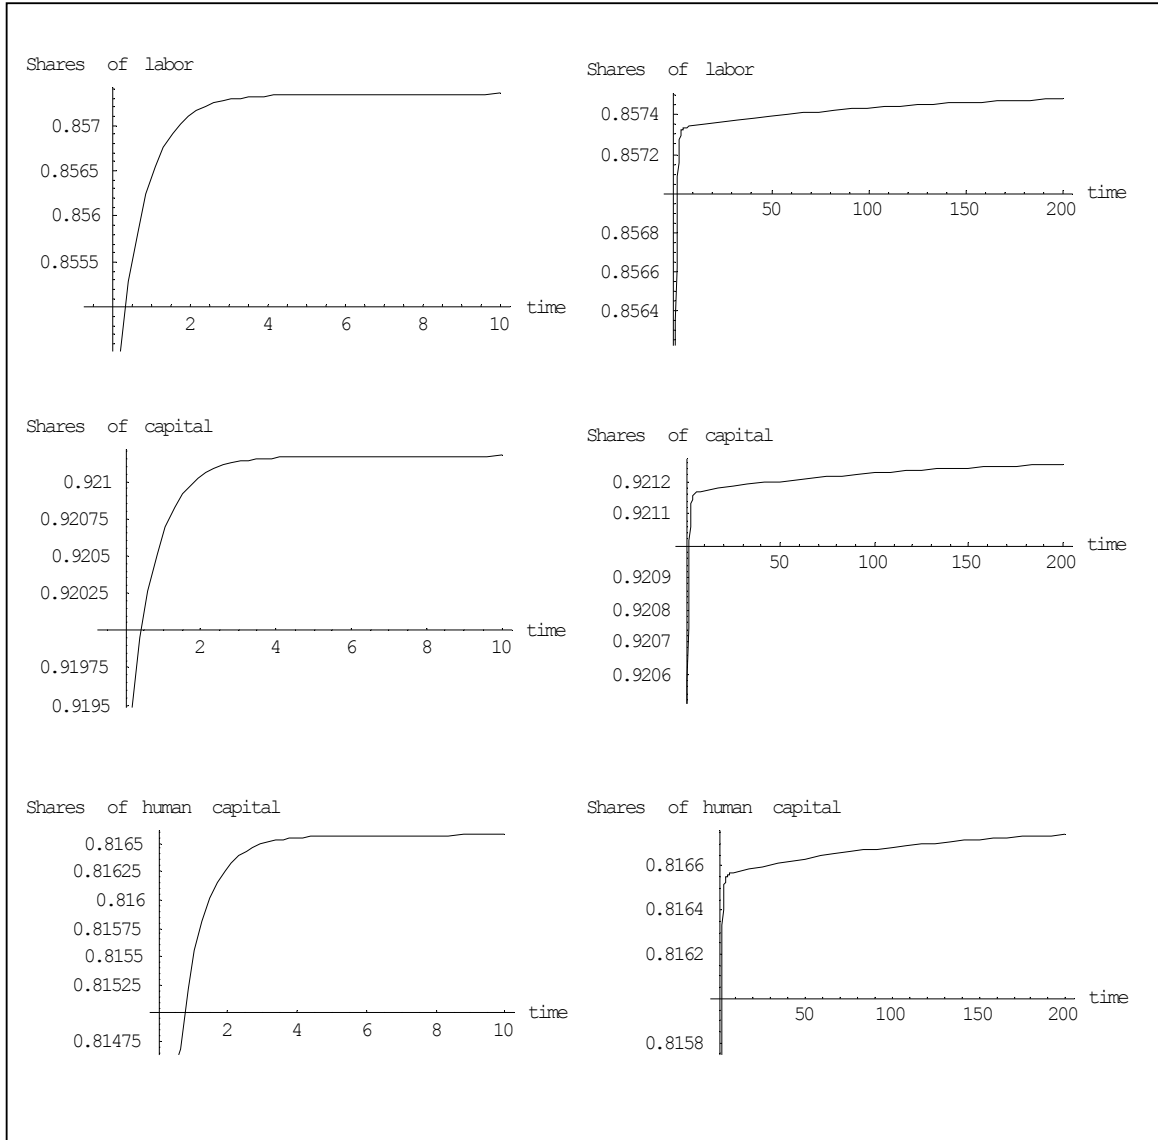 Shares of labor
0.857
0.8565
0.856
0.8555
time
2 4 6 8 10
Shares of labor
0.8574
0.8572
time
50 100 150 200
0.8568
0.8566
0.8564
Shares of capital
0.921
0.92075
0.9205
0.92025
time
2 4 6 8 10
0.91975
0.9195
Shares of capital
0.9212
0.9211
time
50 100 150 200
0.9209
0.9208
0.9207
0.9206
Shares of human capital
0.8165
0.81625
0.816
0.81575
0.8155
0.81525
time
2 4 6 8 10
0.81475
Shares of human capital
0.8166
0.8164
0.8162
time
50 100 150 200
0.8158